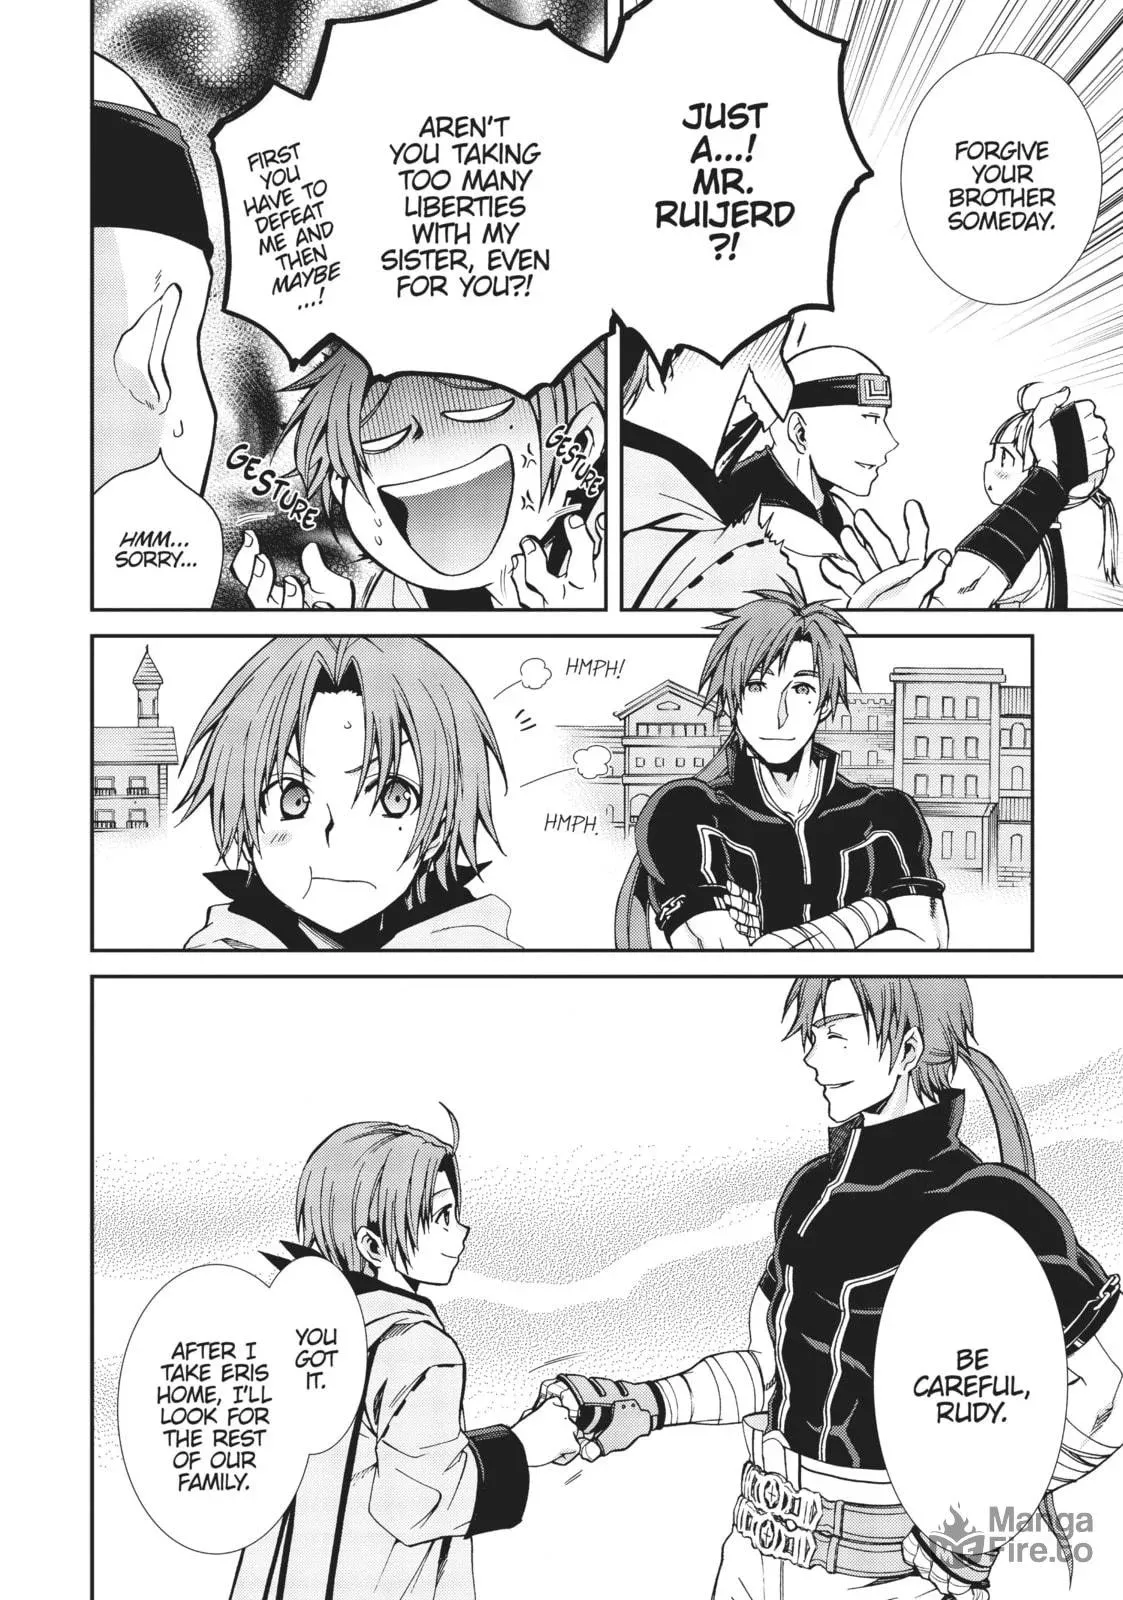 FORGIVE
YOUR
BROTHER
SOMEDAY.
JUST
A...!
MR.
RUIJERD
?!
AREN'T
YOU TAKING
TOO MANY
LIBERTIES
WITH MY
SISTER, EVEN
FOR YOU?!
FIRST
YOU
HAVE TO
DEFEAT
ME AND
THEN
MAYBE
...!
GESTURE
GESTURE
HMM...
SORRY...
HMPH!
HMPH.
BE
CAREFUL,
RUDY.
YOU
GOT
IT.
AFTER I
TAKE ERIS
HOME, I'LL
LOOK FOR
THE REST
OF OUR
FAMILY.
Manga
Fire.to